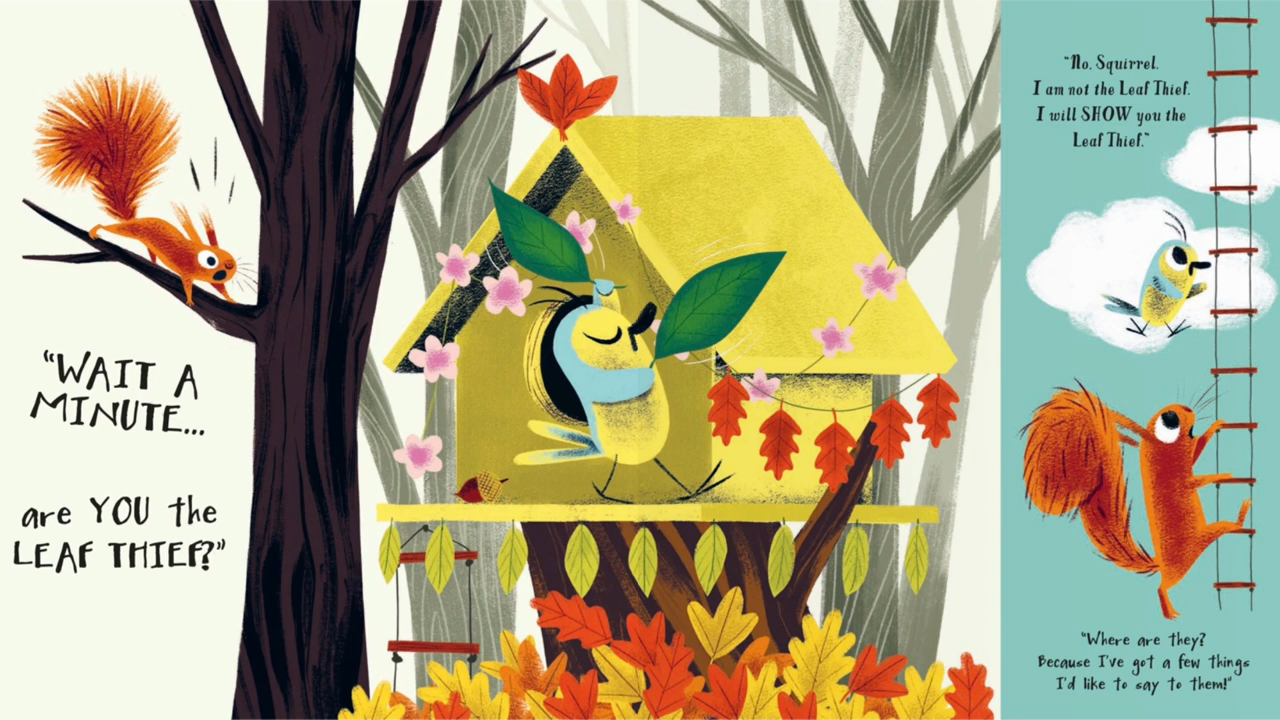 "WAIT A
MINUTE...
are YOU the
LEAF THIEF?"
"No, Squirrel.
I am not the Leaf Thief.
I will SHOW you the
Leaf Thief."
"Where are they?
Because I've got a few things
I'd like to say to them!"